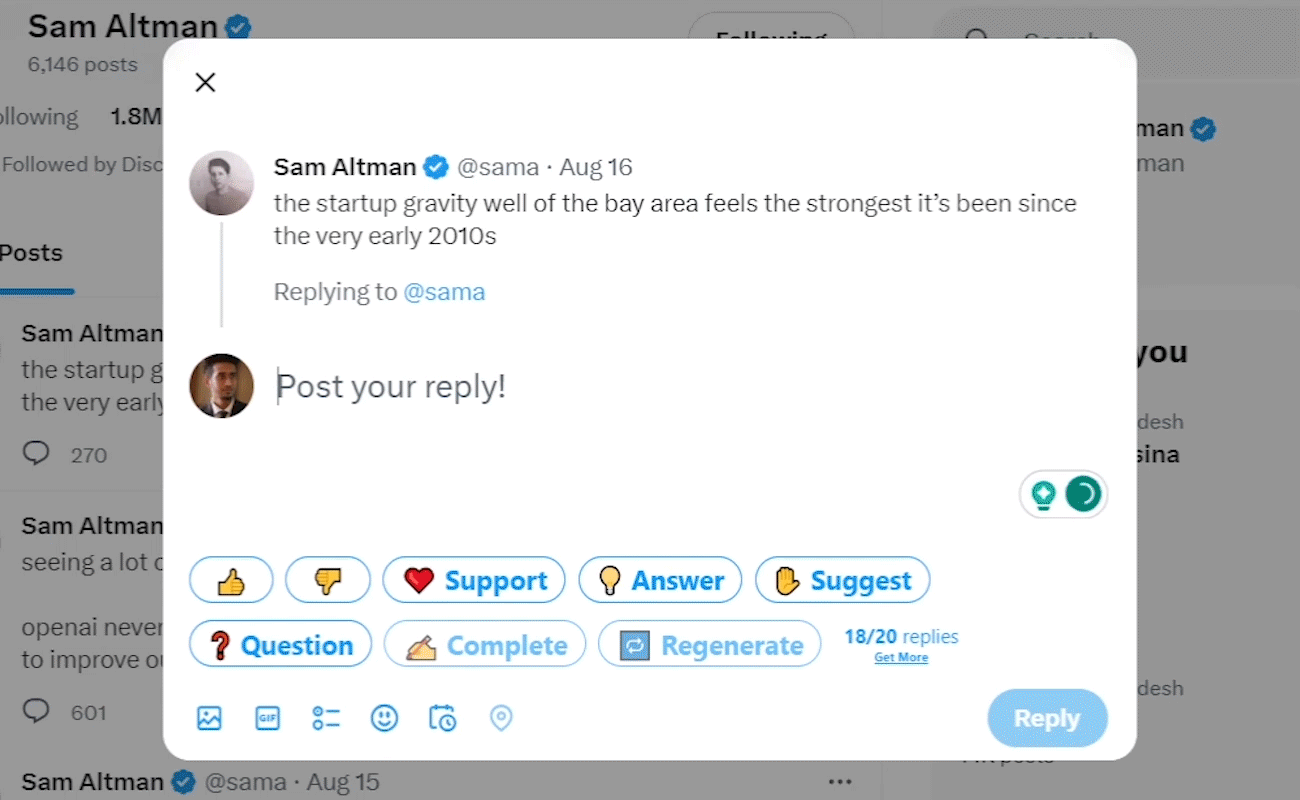 Sam Altman
6,146 posts
Following
Search
ollowing 1.8M
Followed by Disc
man
man
Posts
Sam Altman
the startup g
the very early
270
Sam Altman
seeing a lot o
openai never
to improve ou
601
Sam Altman @sama · Aug 15
Sam Altman @sama · Aug 16
the startup gravity well of the bay area feels the strongest it’s been since
the very early 2010s
Replying to @sama
Post your reply!
Support
Answer
Suggest
Question
Complete
Regenerate
18/20 replies
Get More
GIF
Reply
you
desh
sina
desh